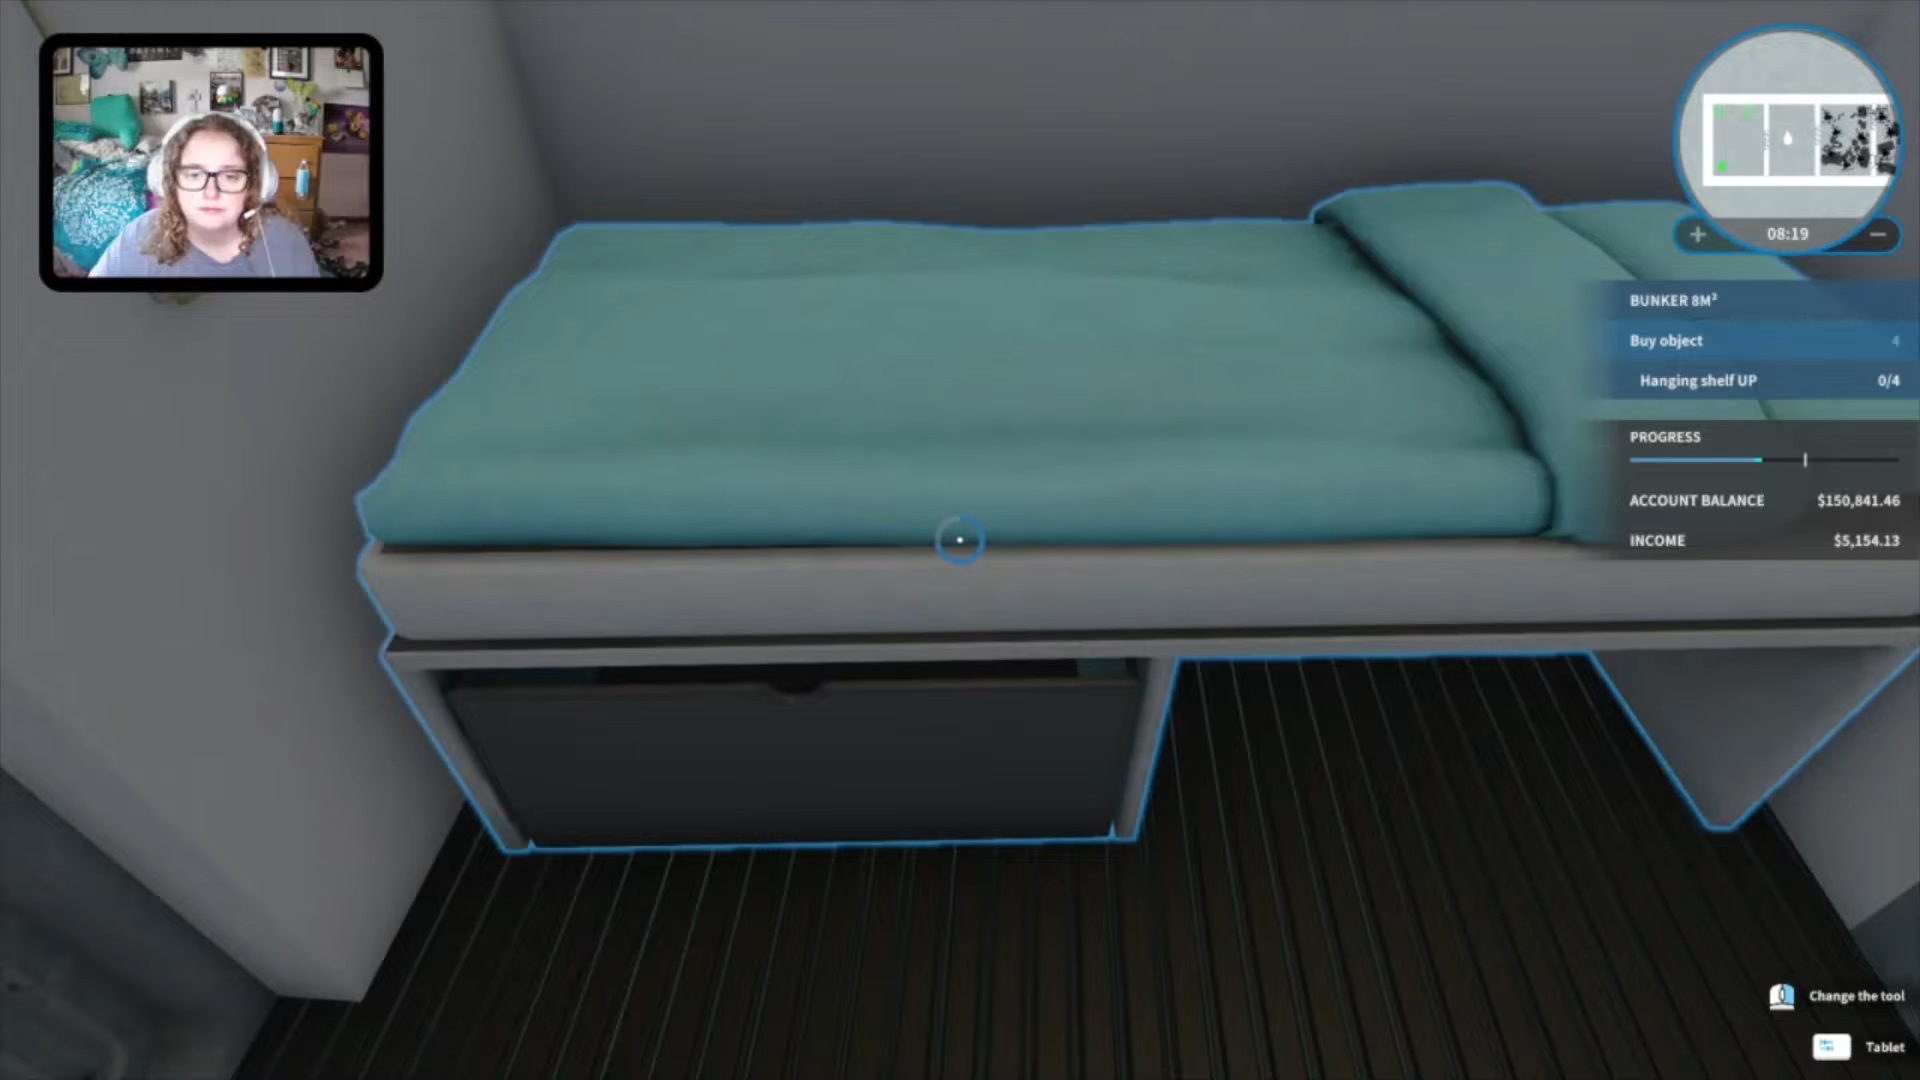 08:19
BUNKER 8M²
Buy object 4
Hanging shelf UP 0/4
PROGRESS
ACCOUNT BALANCE $150,841.46
INCOME $5,154.13
Change the tool
Tablet